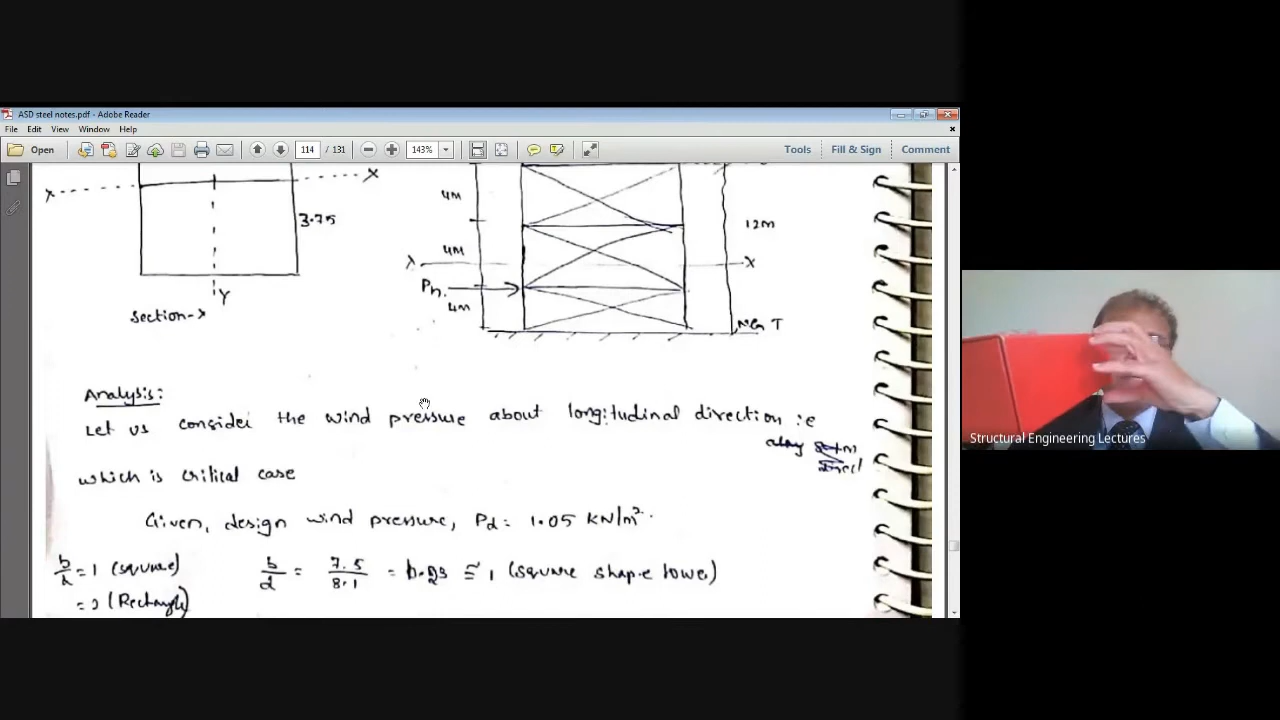 ASD steel notes.pdf - Adobe Reader
File Edit View Window Help
Open 114 / 131 143% Tools Fill & Sign Comment
X X
3.75
Y
Section-x
4M
4M
4M
Ph
12M
X
Analysis:
Let us consider the wind pressure about longitudinal direction ie
along
which is critical case
Given, design wind pressure, Pd = 1.05 KN/m².
b/d = 1 (square)
= 2 (Rectangle)
b/d = 7.5/8.1 = ≅ 1 (square shape tower)
Structural Engineering Lectures